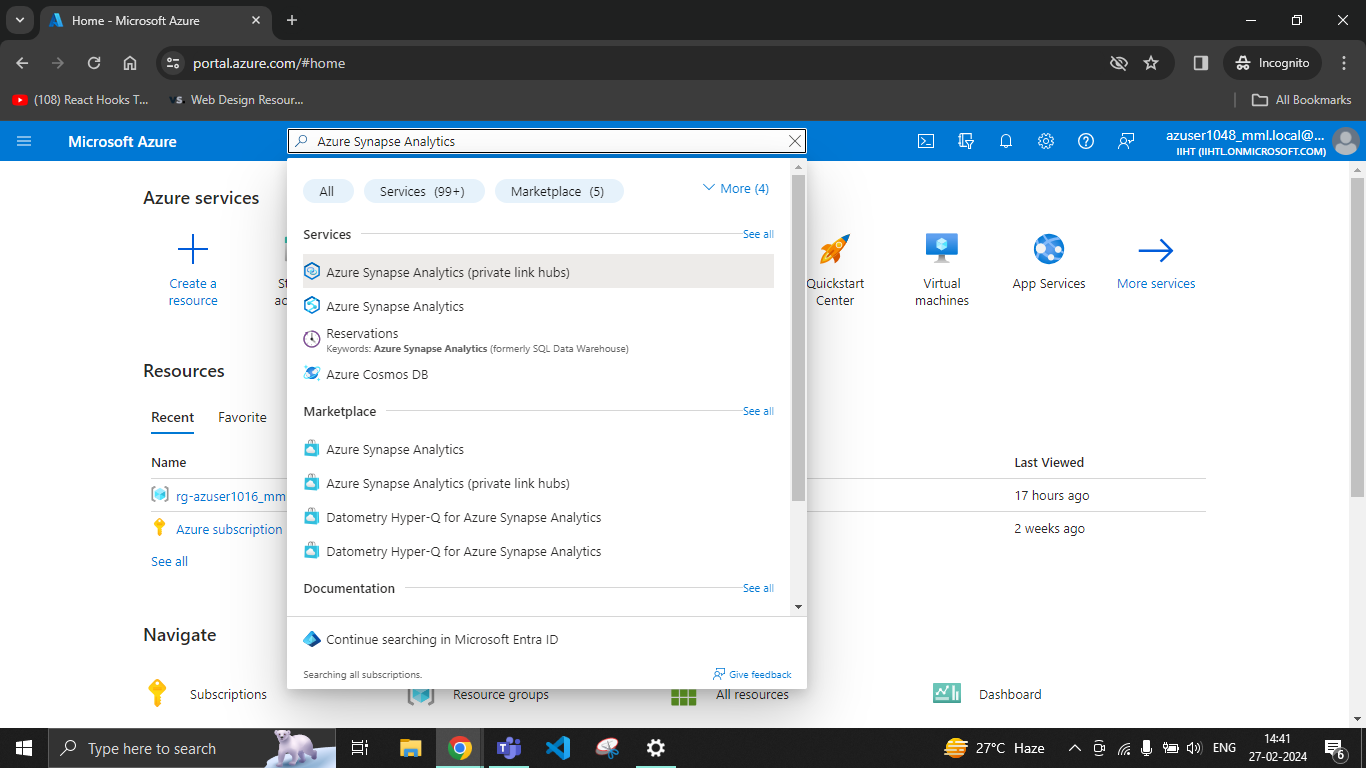 Home - Microsoft Azure
portal.azure.com/#home
Incognito
(108) React Hooks T...
VS.
Web Design Resour...
All Bookmarks
Microsoft Azure
Azure Synapse Analytics
azuser1048_mml.local@...
IIHT (IIHTL.ONMICROSOFT.COM)
All
Services (99+)
Marketplace (5)
More (4)
Services
See all
Azure Synapse Analytics (private link hubs)
Azure Synapse Analytics
Reservations
Keywords: Azure Synapse Analytics (formerly SQL Data Warehouse)
Azure Cosmos DB
Marketplace
See all
Azure Synapse Analytics
Azure Synapse Analytics (private link hubs)
Datometry Hyper-Q for Azure Synapse Analytics
Datometry Hyper-Q for Azure Synapse Analytics
Documentation
See all
Continue searching in Microsoft Entra ID
Searching all subscriptions.
Give feedback
Azure services
Create a
resource
Quickstart
Center
Virtual
machines
App Services
More services
Resources
Recent
Favorite
Name
Last Viewed
rg-azuser1016_mm
17 hours ago
Azure subscription
2 weeks ago
See all
Navigate
Subscriptions
Resource groups
All resources
Dashboard
Type here to search
27°C Haze
ENG
14:41
27-02-2024
6